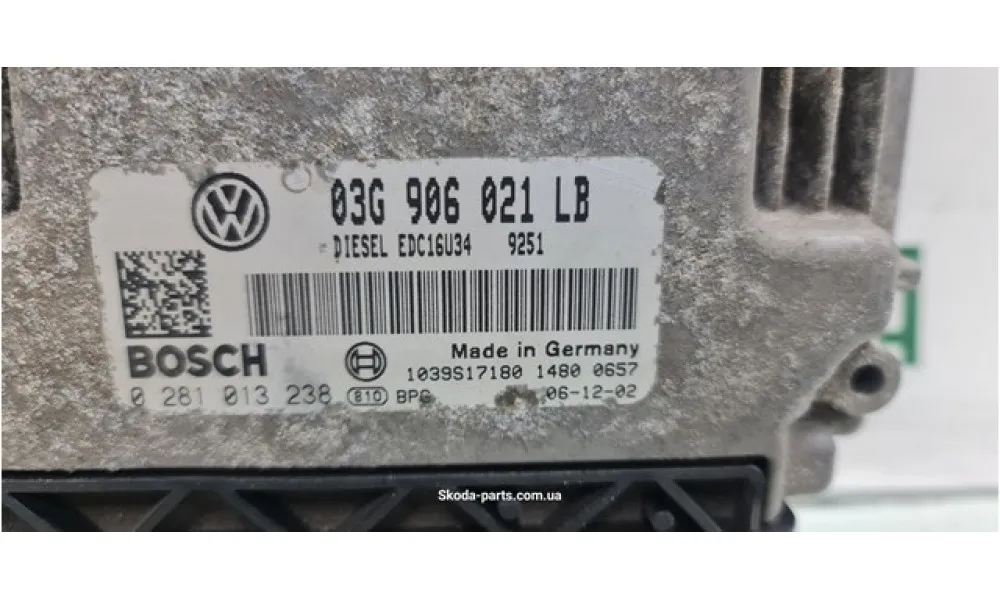 03G 906 021 LB
DIESEL EDC16U34 9251
BOSCH
Made in Germany
1039S17180 1480 0657
0 281 013 238 810 BPG 06-12-02
Skoda-parts.com.ua